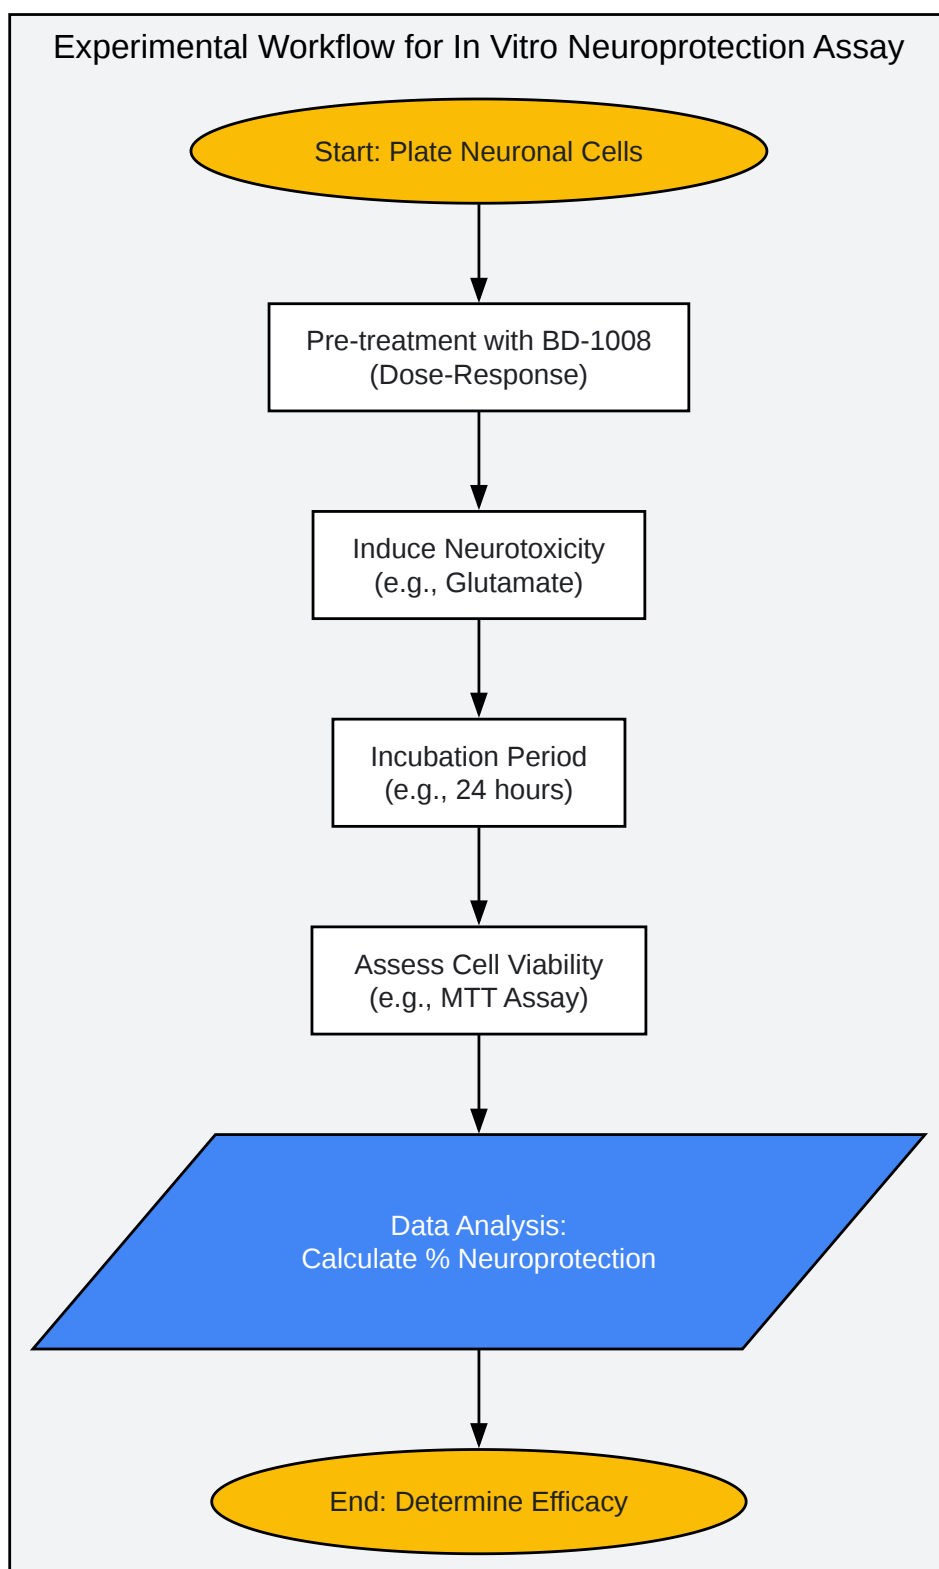 Experimental Workflow for In Vitro Neuroprotection Assay
Start: Plate Neuronal Cells
Pre-treatment with BD-1008
(Dose-Response)
Induce Neurotoxicity
(e.g., Glutamate)
Incubation Period
(e.g., 24 hours)
Assess Cell Viability
(e.g., MTT Assay)
Data Analysis:
Calculate % Neuroprotection
End: Determine Efficacy